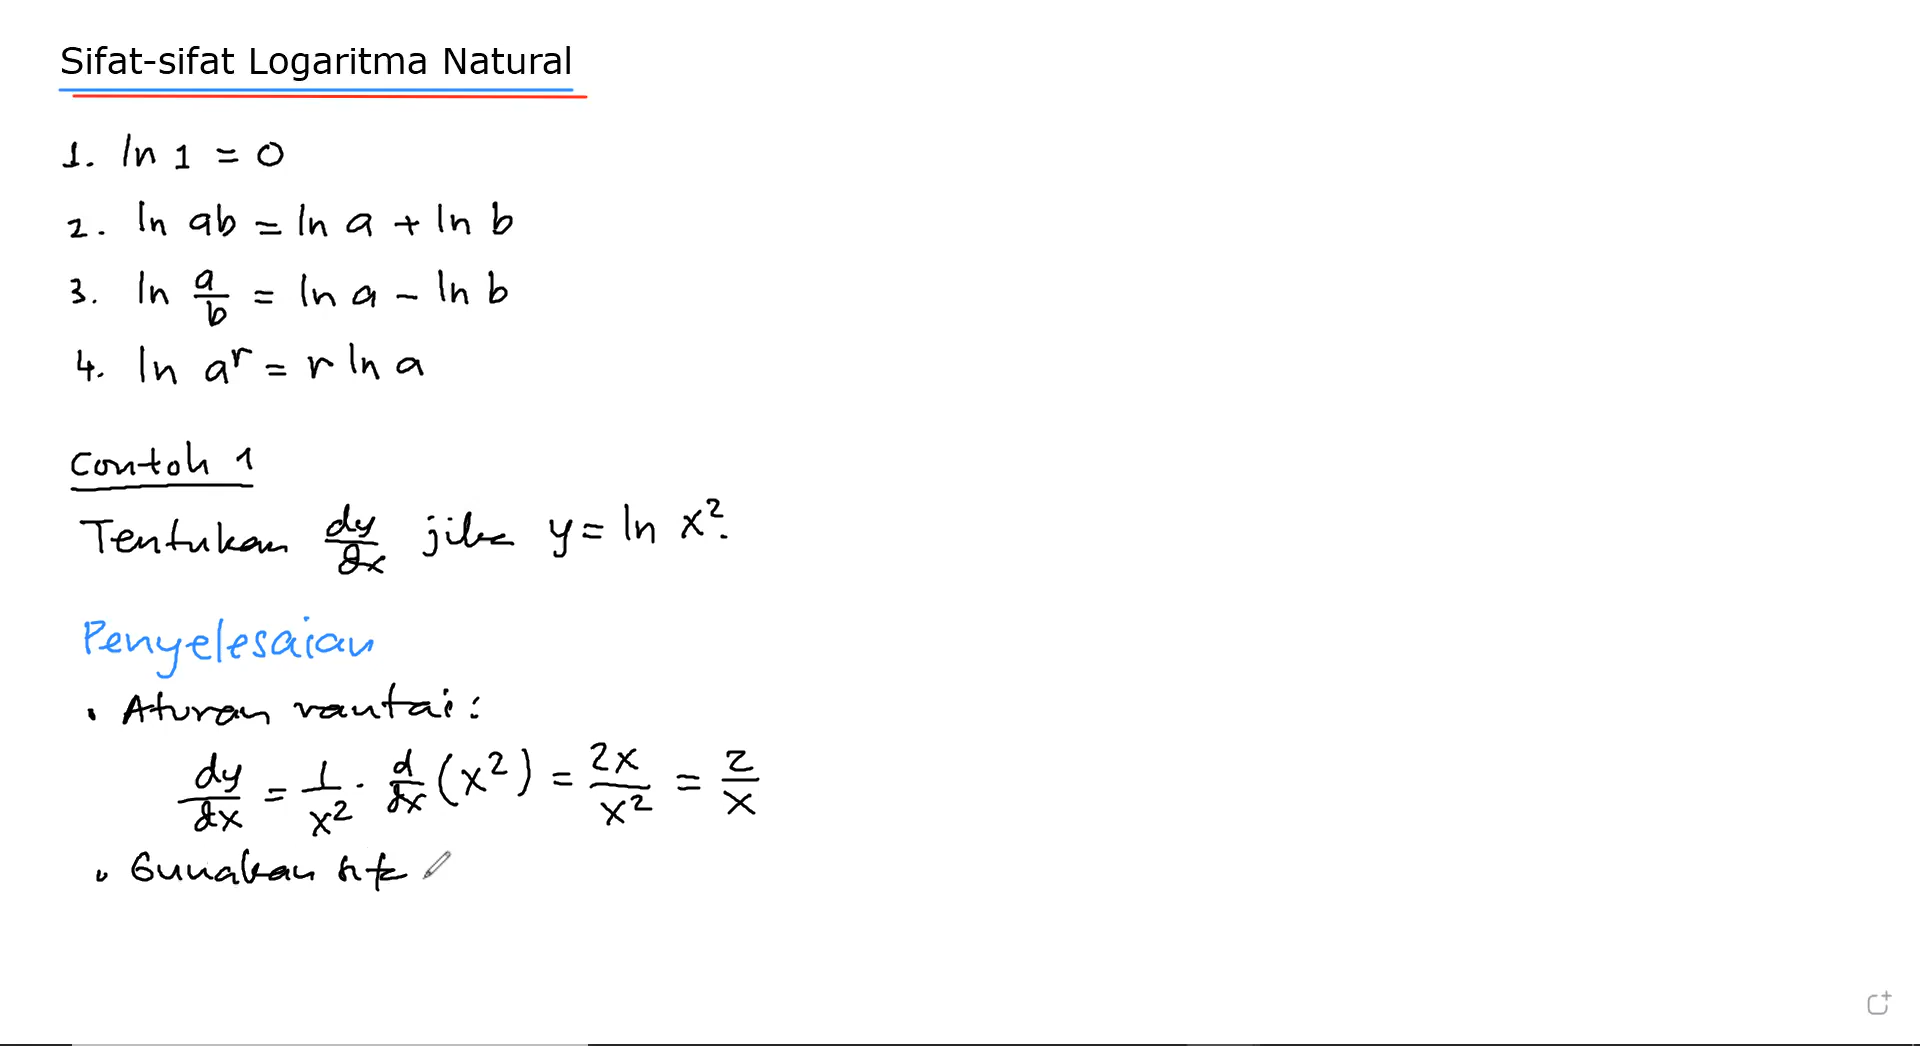 Sifat-sifat Logaritma Natural
1. ln 1 = 0
2. ln ab = ln a + ln b
3. ln a/b = ln a - ln b
4. ln a^r = r ln a
Contoh 1
Tentukan dy/dx jika y = ln x².
Penyelesaian
• Aturan rantai:
dy/dx = 1/x² · d/dx (x²) = 2x/x² = 2/x
• Gunakan